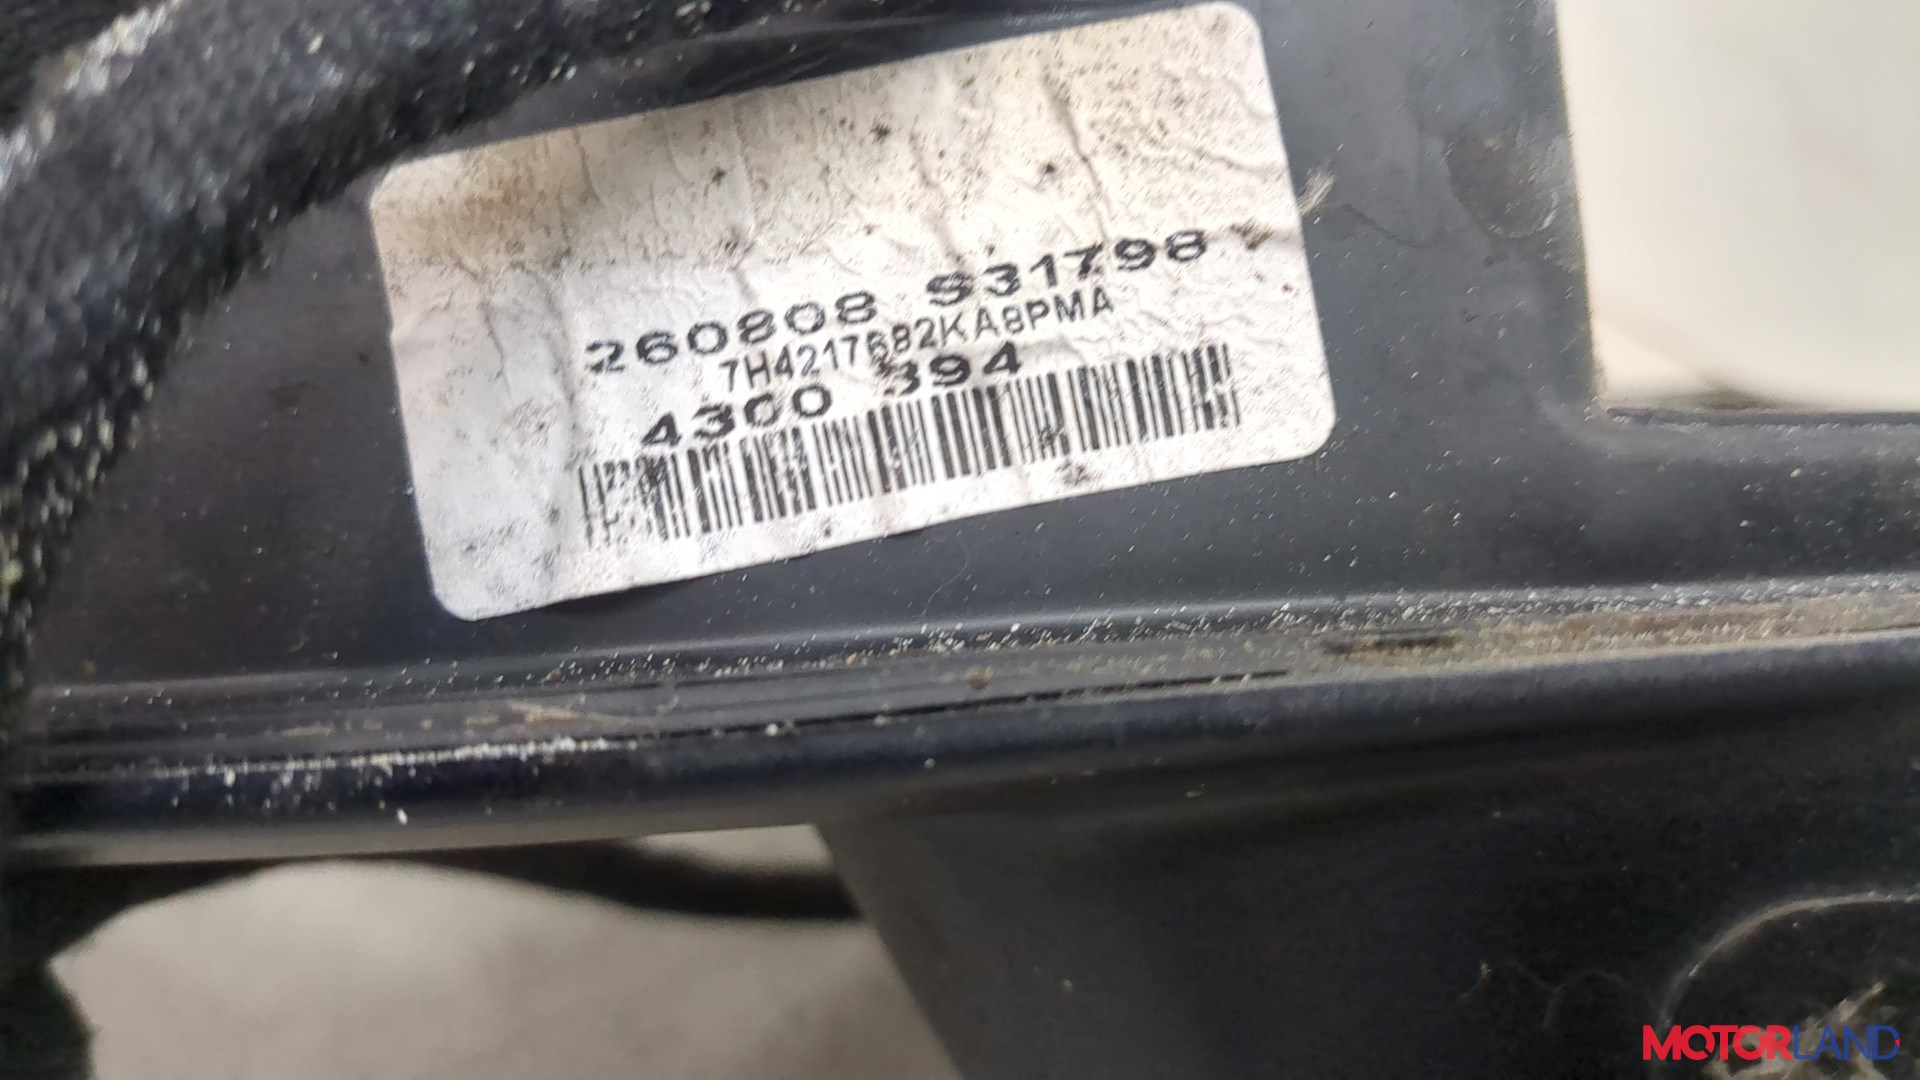 260808 S31798
7H4217682KA8PMA
4300 394
MOTORLAND